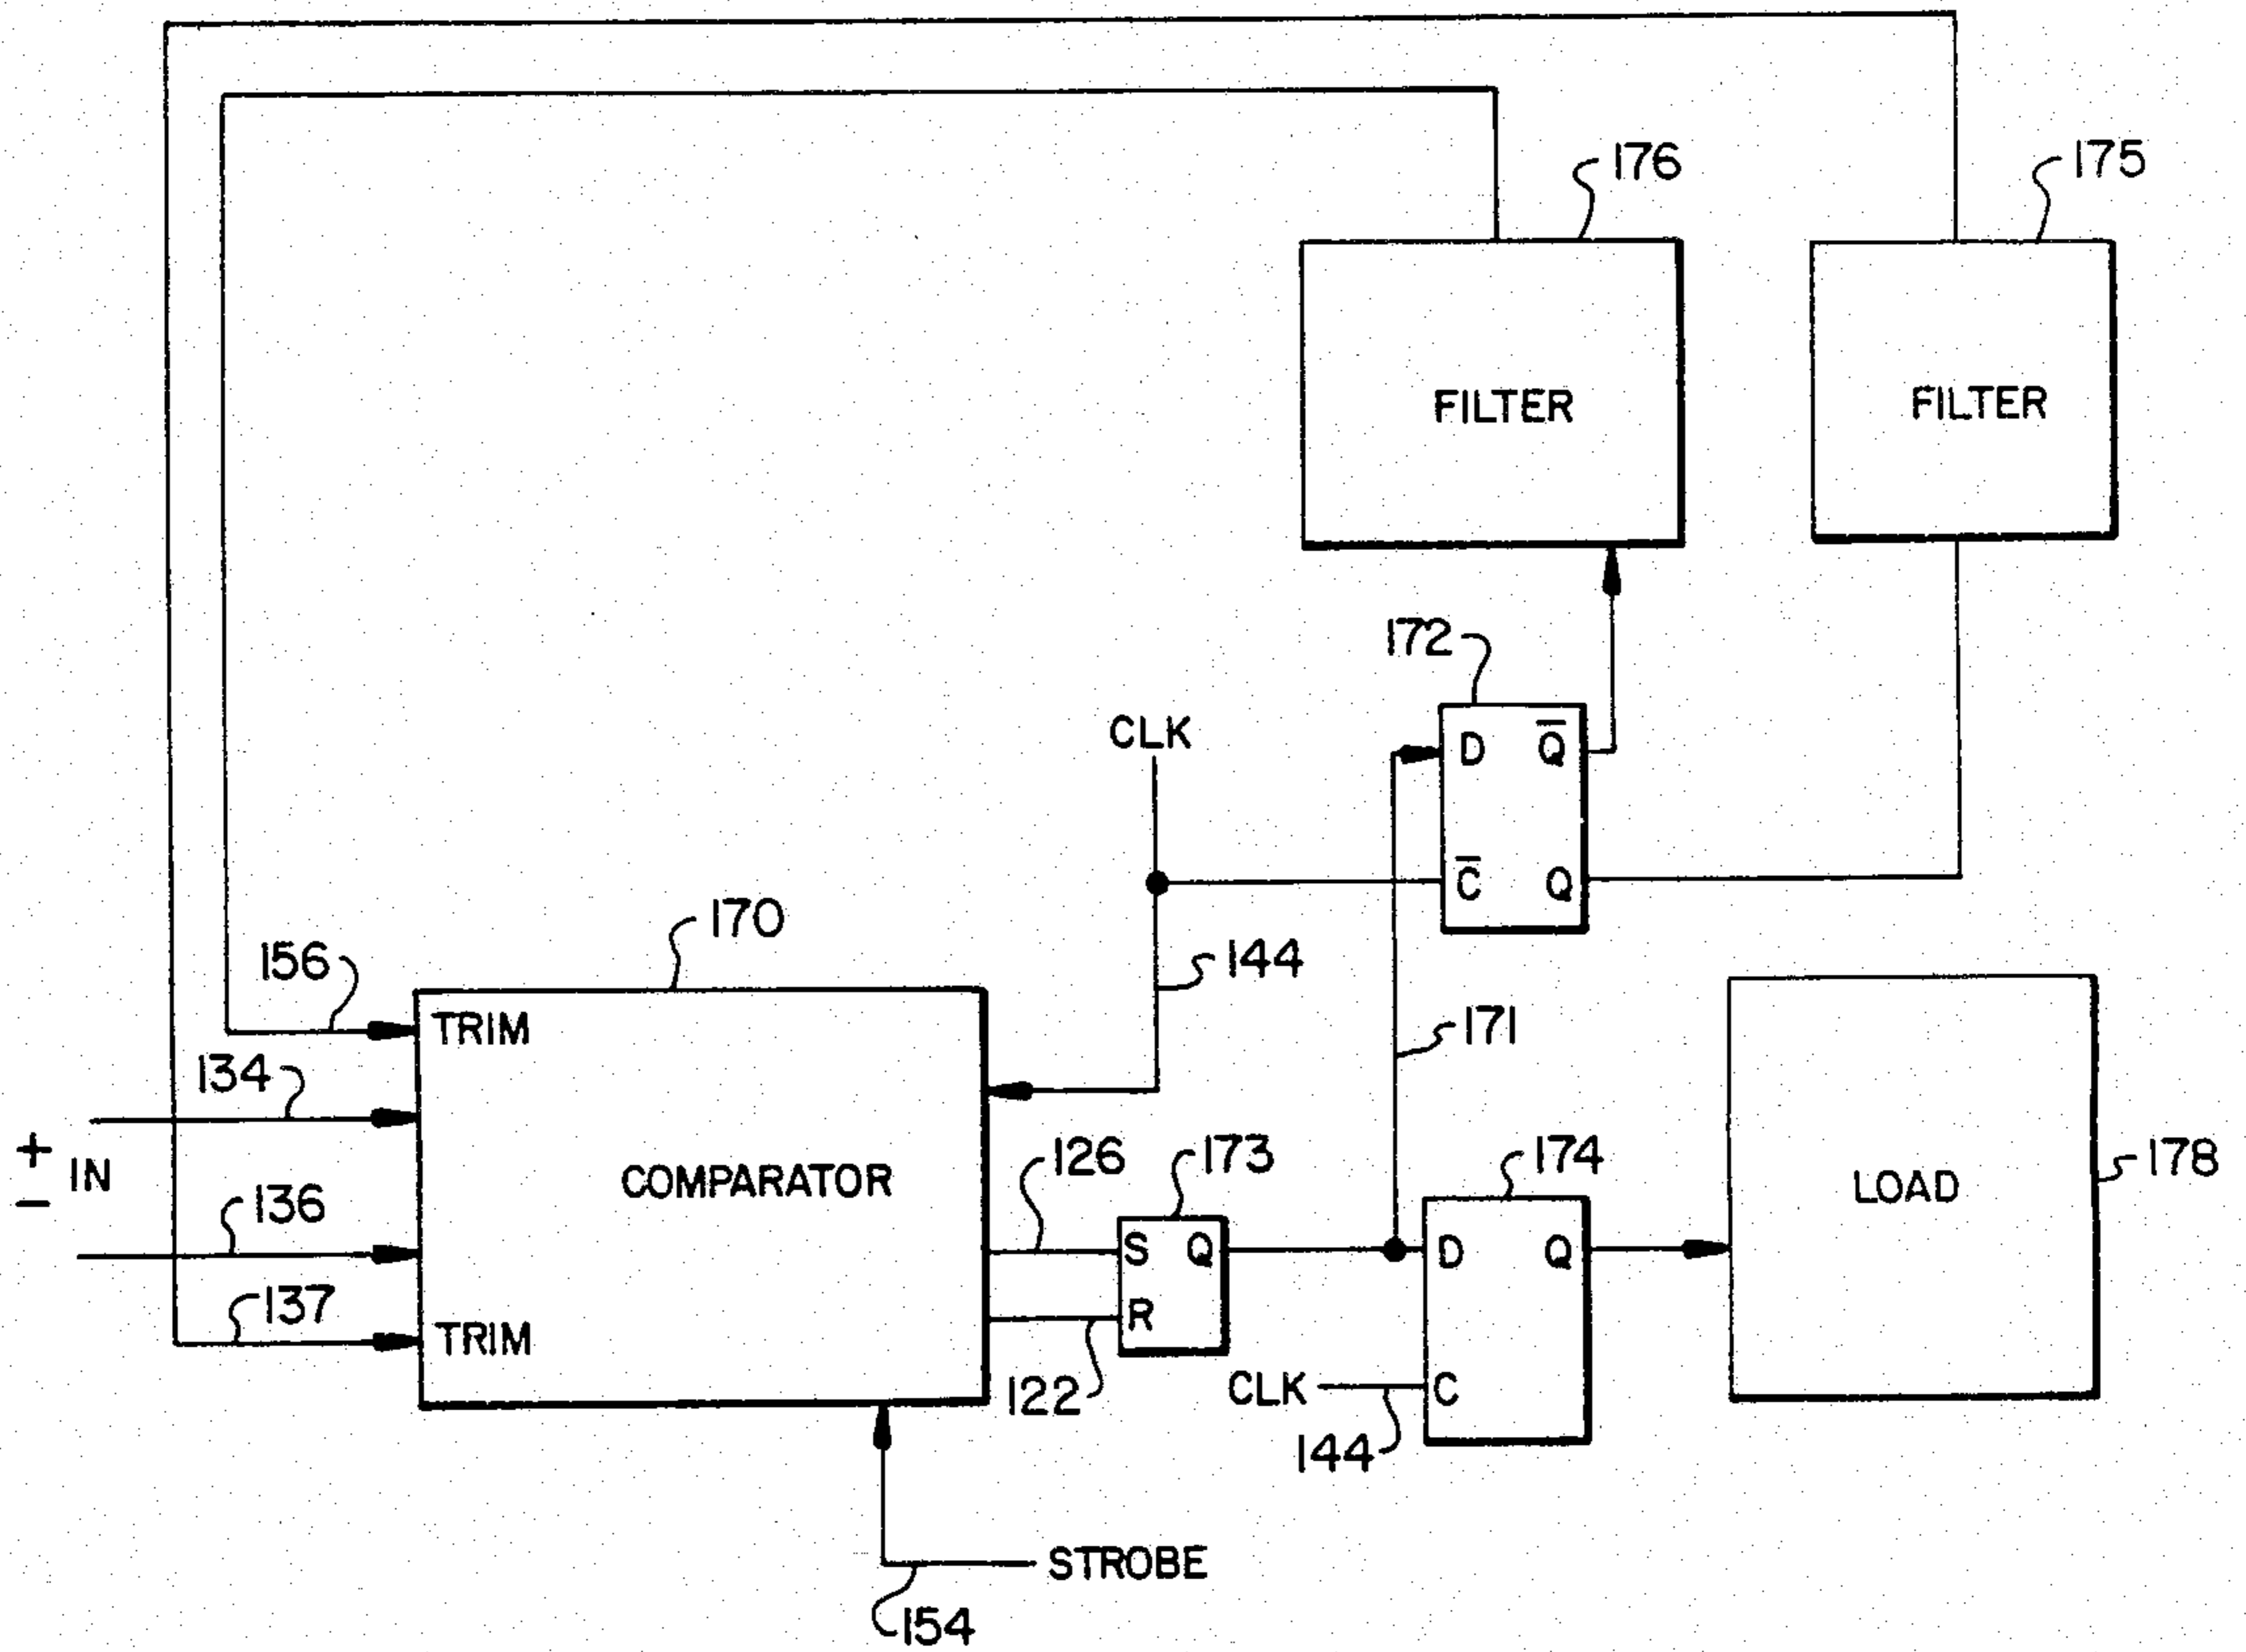 176
175
FILTER
FILTER
172
CLK
D Q̅
C̅ Q
170
156
144
TRIM
171
134
+
IN
−
COMPARATOR
126
173
174
LOAD
178
136
S Q
D Q
137
R
TRIM
122
CLK
C
144
STROBE
154